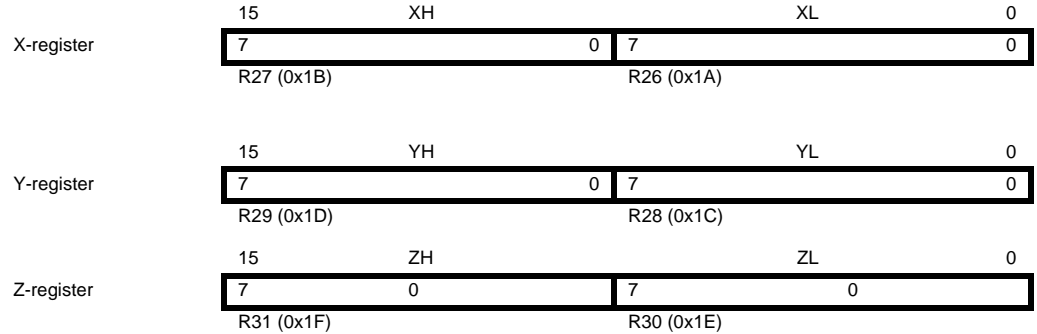 15 XH XL 0
X-register 7 0 7 0
R27 (0x1B) R26 (0x1A)
15 YH YL 0
Y-register 7 0 7 0
R29 (0x1D) R28 (0x1C)
15 ZH ZL 0
Z-register 7 0 7 0
R31 (0x1F) R30 (0x1E)